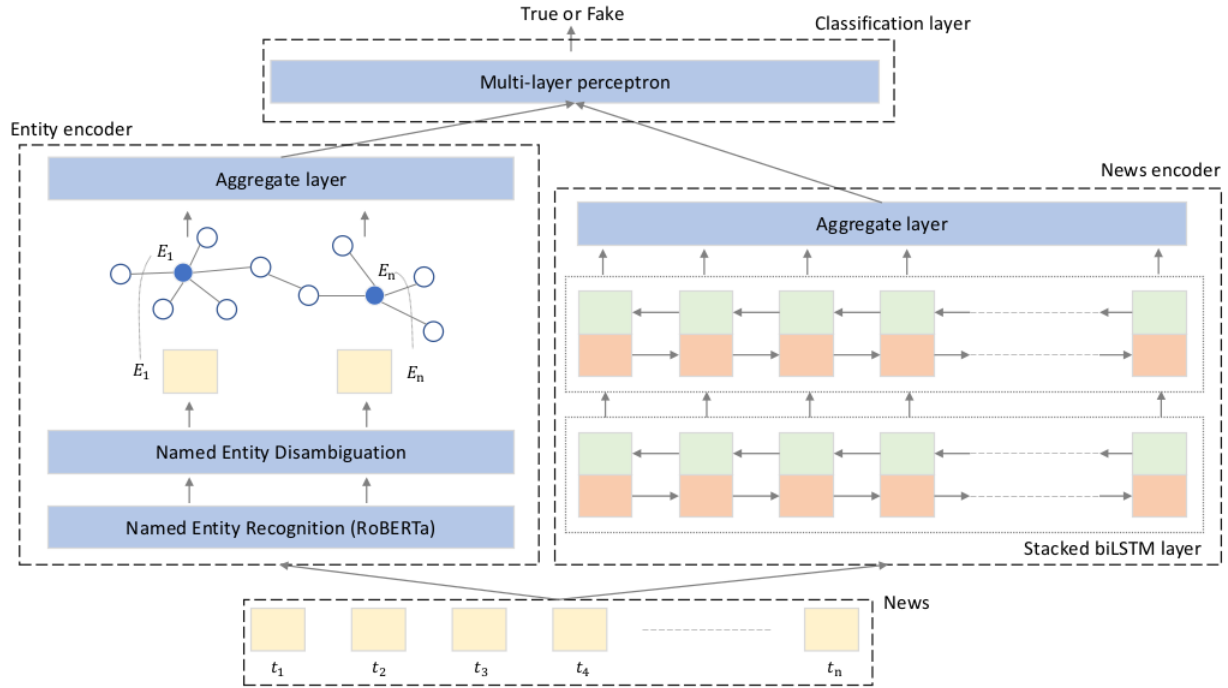 True or Fake
Classification layer
Multi-layer perceptron
Entity encoder
Aggregate layer
E₁
Eₙ
E₁
Eₙ
Named Entity Disambiguation
Named Entity Recognition (RoBERTa)
News encoder
Aggregate layer
Stacked biLSTM layer
News
t₁ t₂ t₃ t₄ tₙ